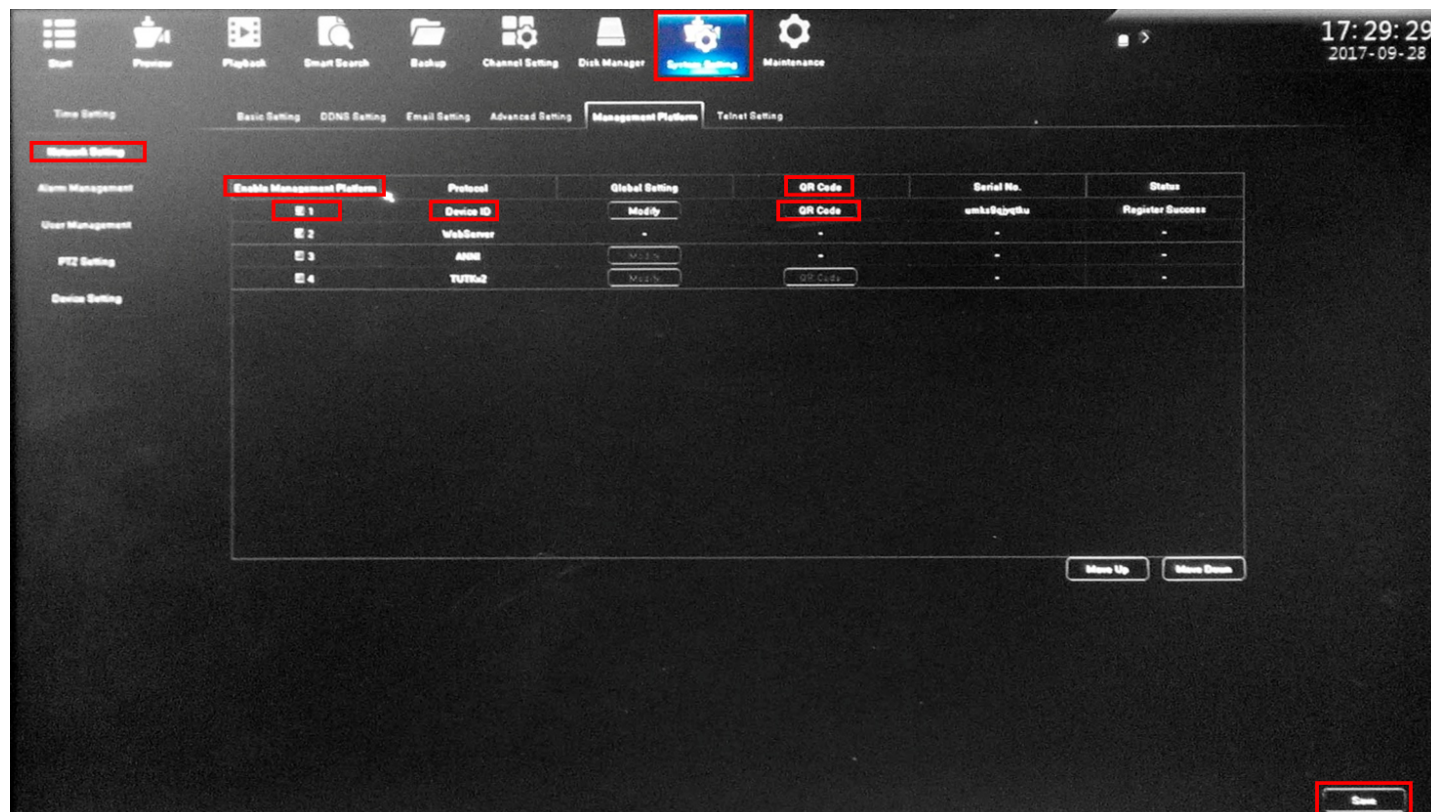 17:29:29
2017-09-28
Start Preview Playback Smart Search Backup Channel Setting Disk Manager System Setting Maintenance
Time Setting
Network Setting
Alarm Management
User Management
PTZ Setting
Device Setting
Basic Setting DDNS Setting Email Setting Advanced Setting Management Platform Telnet Setting
Enable Management Platform Protocol Global Setting QR Code Serial No. Status
1 Device ID Modify QR Code Register Success
2 WebServer - - - -
3 Modify - - -
4 TUTKv2 Modify QR Code - -
Move Up Move Down
Save